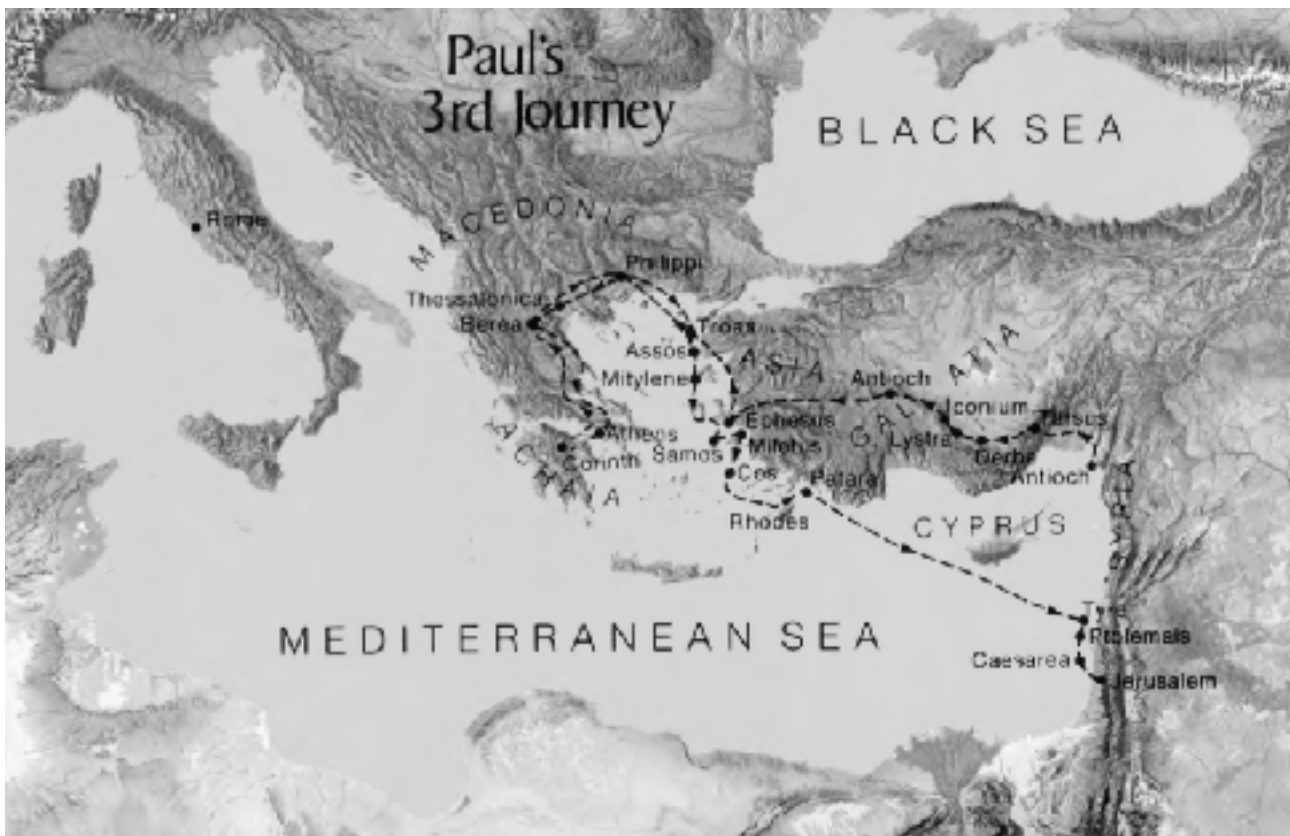 Paul's
3rd Journey
BLACK SEA
Rome
MACEDONIA
Philippi
Thessalonica
Berea
Troas
Assos
ASIA
Mitylene
Antioch
GALATIA
Iconium
Tarsus
Ephesus
Athens
Miletus
Lystra
Derbe
Samos
Corinth
ACHAIA
Cos
Patara
Antioch
Rhodes
CYPRUS
SYRIA
Tyre
MEDITERRANEAN SEA
Ptolemais
Caesarea
Jerusalem